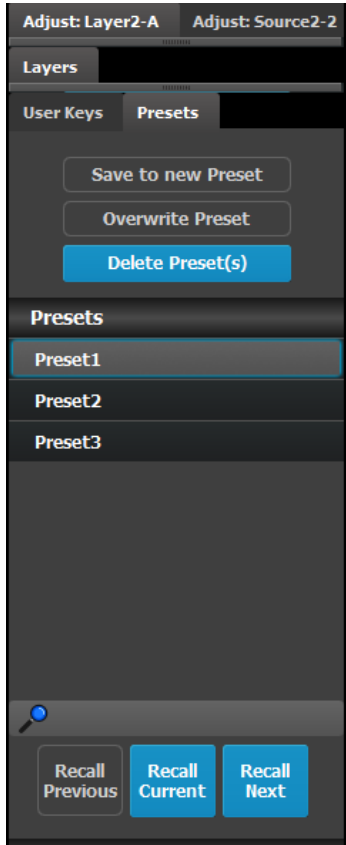 Adjust: Layer2-A Adjust: Source2-2
Layers
User Keys Presets
Save to new Preset
Overwrite Preset
Delete Preset(s)
Presets
Preset1
Preset2
Preset3
Recall Previous
Recall Current
Recall Next